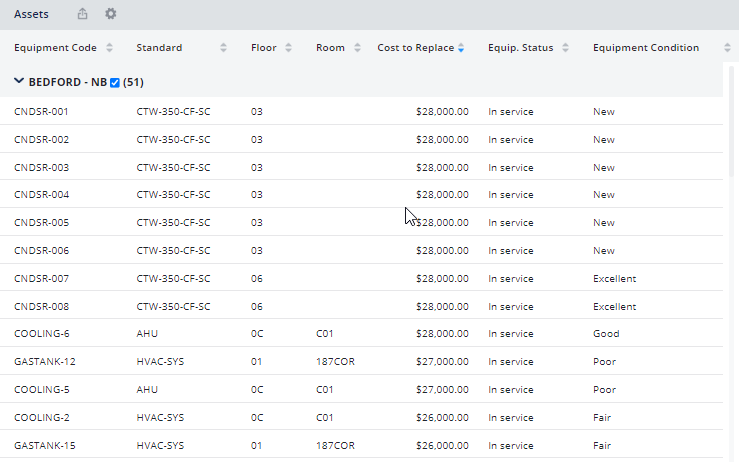 Assets
Equipment Code Standard Floor Room Cost to Replace Equip. Status Equipment Condition
BEDFORD - NB (51)
CNDSR-001 CTW-350-CF-SC 03 $28,000.00 In service New
CNDSR-002 CTW-350-CF-SC 03 $28,000.00 In service New
CNDSR-003 CTW-350-CF-SC 03 $28,000.00 In service New
CNDSR-004 CTW-350-CF-SC 03 $28,000.00 In service New
CNDSR-005 CTW-350-CF-SC 03 $28,000.00 In service New
CNDSR-006 CTW-350-CF-SC 03 $28,000.00 In service New
CNDSR-007 CTW-350-CF-SC 06 $28,000.00 In service Excellent
CNDSR-008 CTW-350-CF-SC 06 $28,000.00 In service Excellent
COOLING-6 AHU 0C C01 $28,000.00 In service Good
GASTANK-12 HVAC-SYS 01 187COR $27,000.00 In service Poor
COOLING-5 AHU 0C C01 $27,000.00 In service Poor
COOLING-2 HVAC-SYS 0C C01 $26,000.00 In service Fair
GASTANK-15 HVAC-SYS 01 187COR $26,000.00 In service Fair